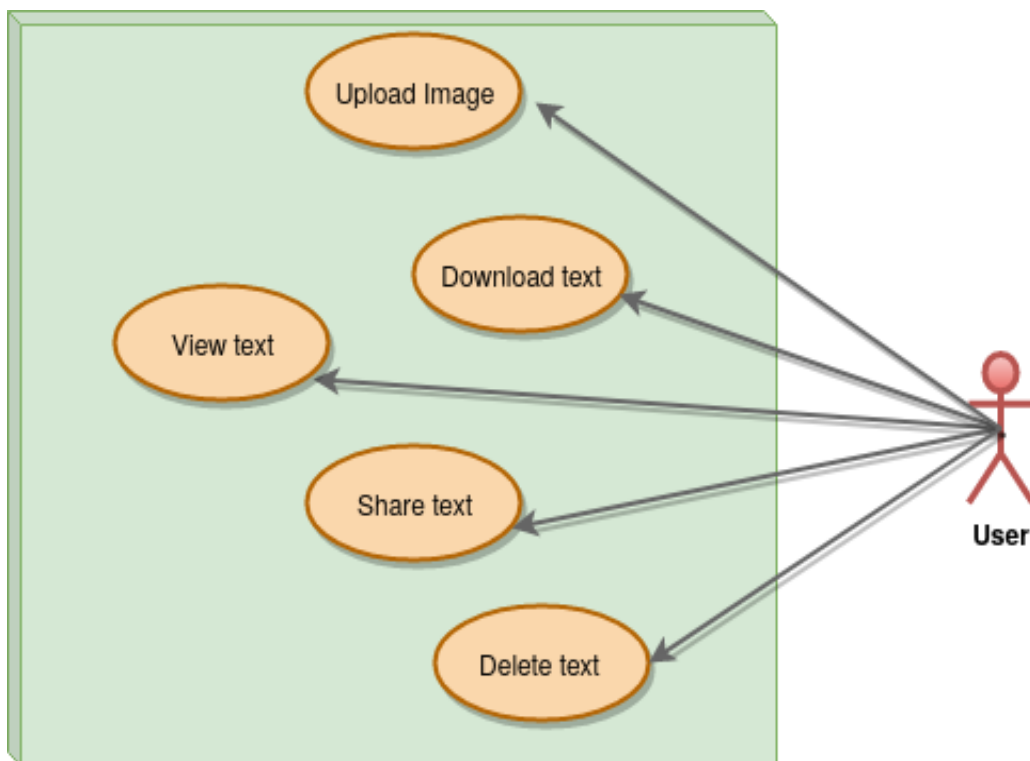 Upload Image
Download text
View text
Share text
User
Delete text